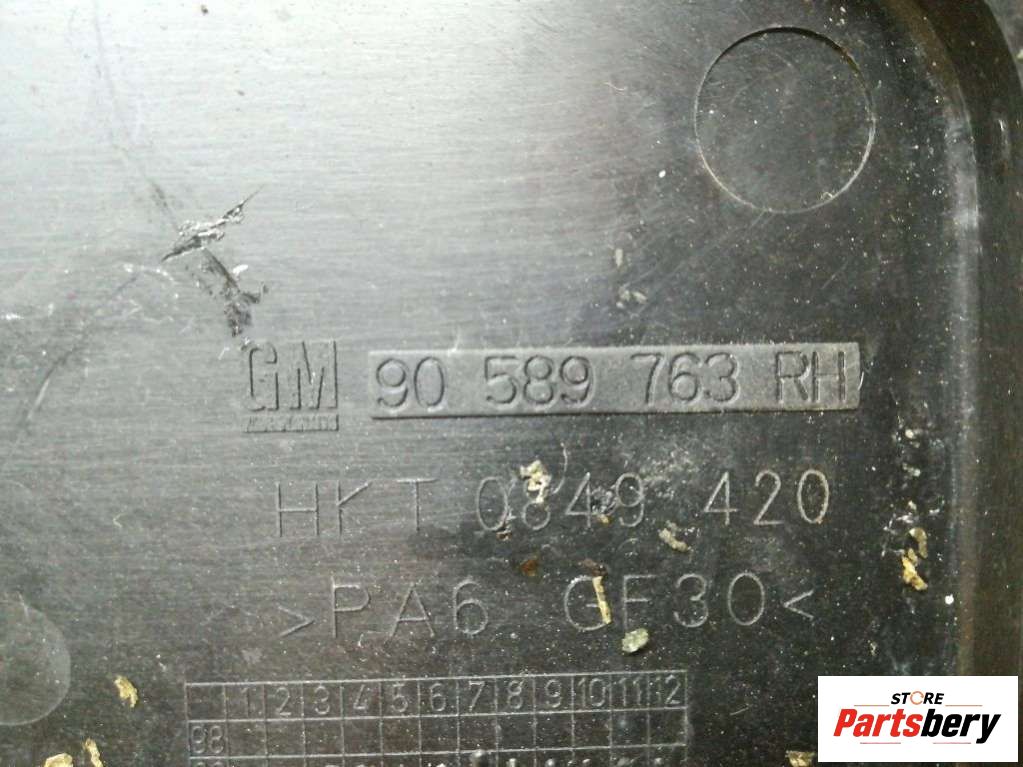 GM
90 589 763 RH
HKT 0849 420
>PA6 GF30<
1 2 3 4 5 6 7 8 9 10 11 12
98
STORE
Partsbery